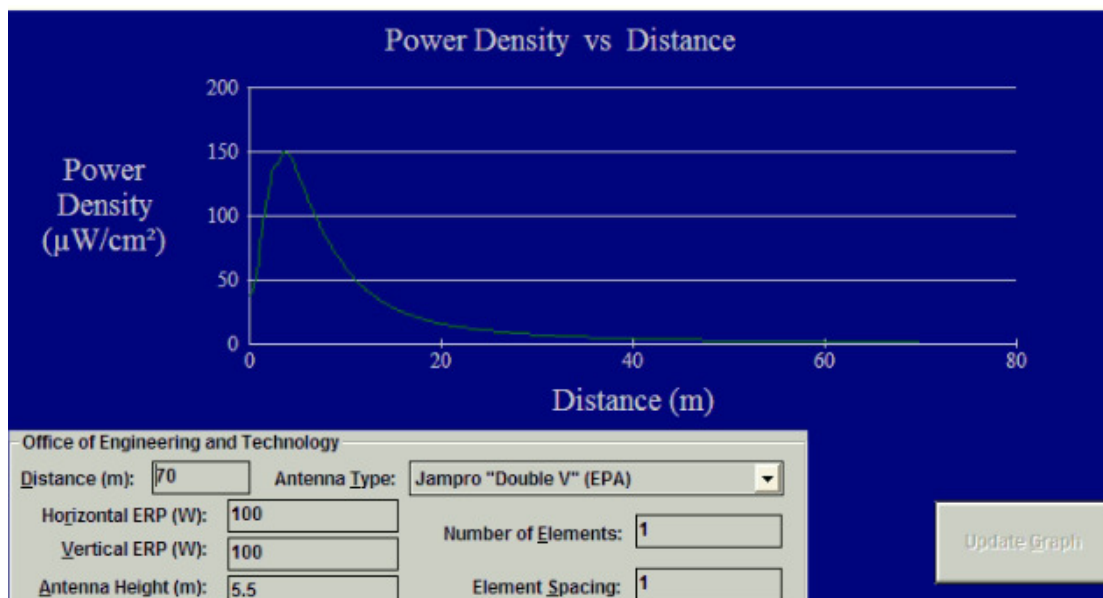 Power Density vs Distance
200
150
100
50
0
Power
Density
(µW/cm²)
0 20 40 60 80
Distance (m)
Office of Engineering and Technology
Distance (m): 70 Antenna Type: Jampro "Double V" (EPA)
Horizontal ERP (W): 100
Number of Elements: 1
Vertical ERP (W): 100
Update Graph
Antenna Height (m): 5.5 Element Spacing: 1